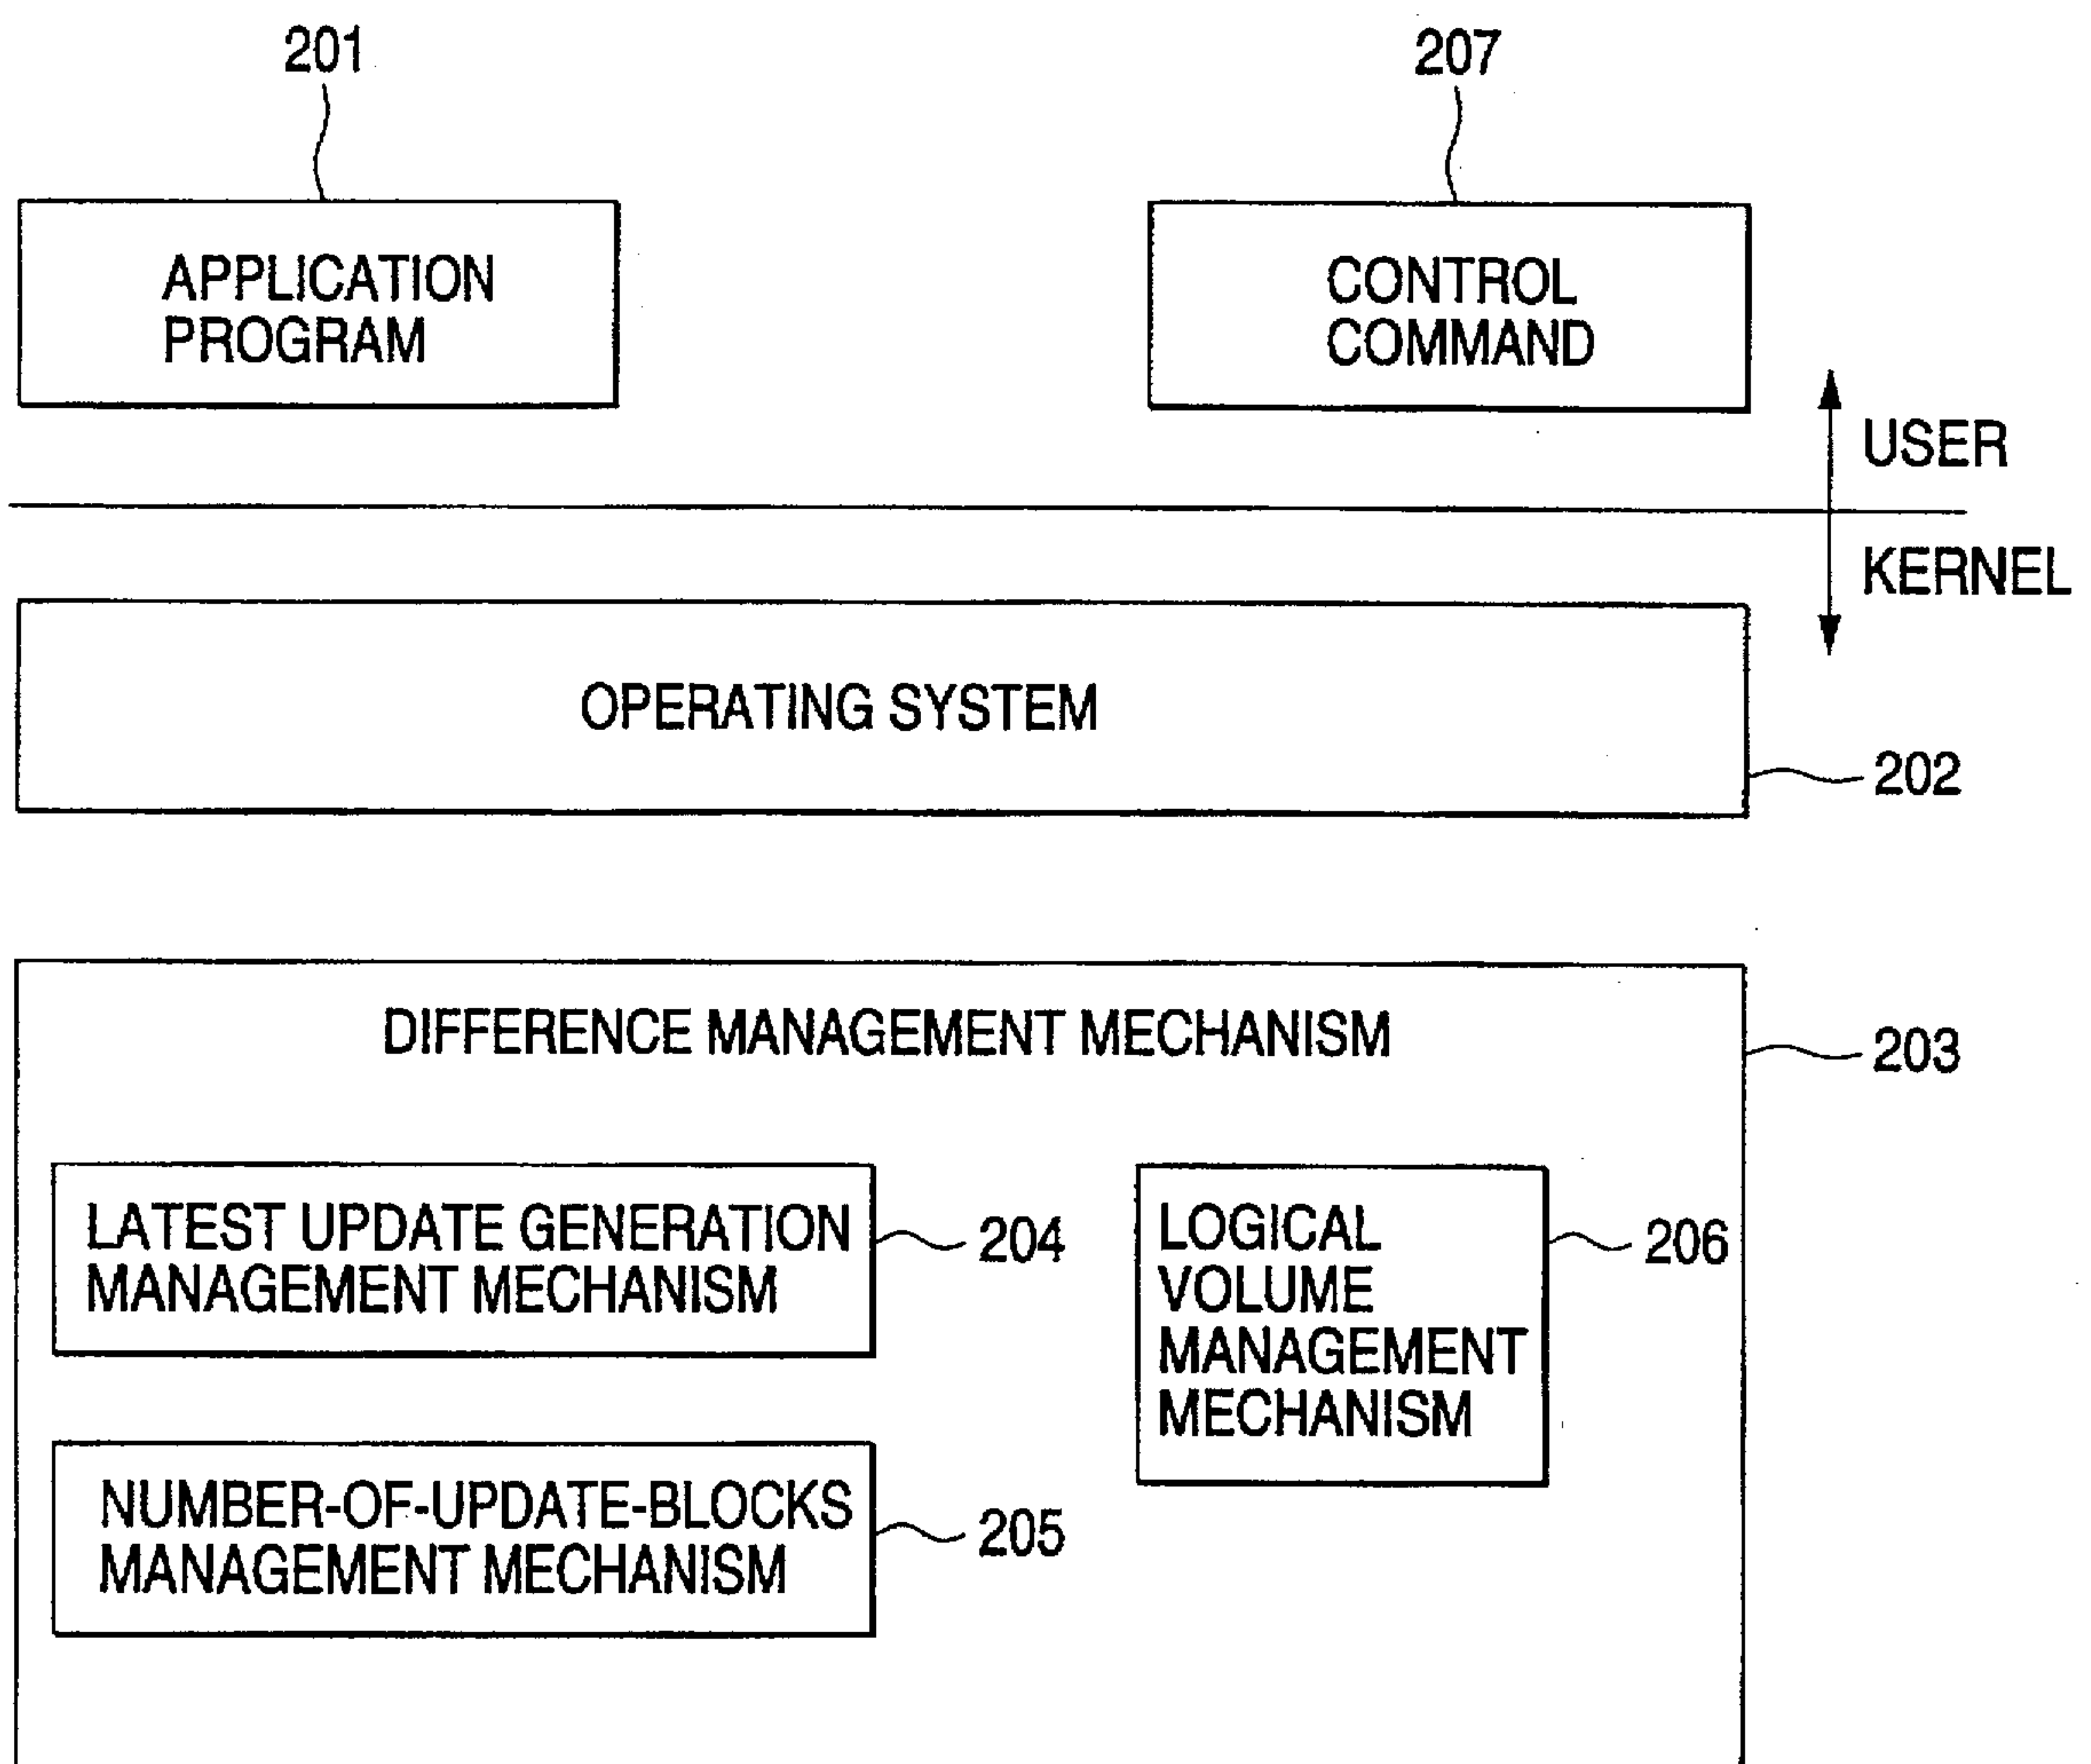 201
207
APPLICATION
PROGRAM
CONTROL
COMMAND
USER
KERNEL
OPERATING SYSTEM
202
DIFFERENCE MANAGEMENT MECHANISM
203
LATEST UPDATE GENERATION
MANAGEMENT MECHANISM
204
LOGICAL
VOLUME
MANAGEMENT
MECHANISM
206
NUMBER-OF-UPDATE-BLOCKS
MANAGEMENT MECHANISM
205